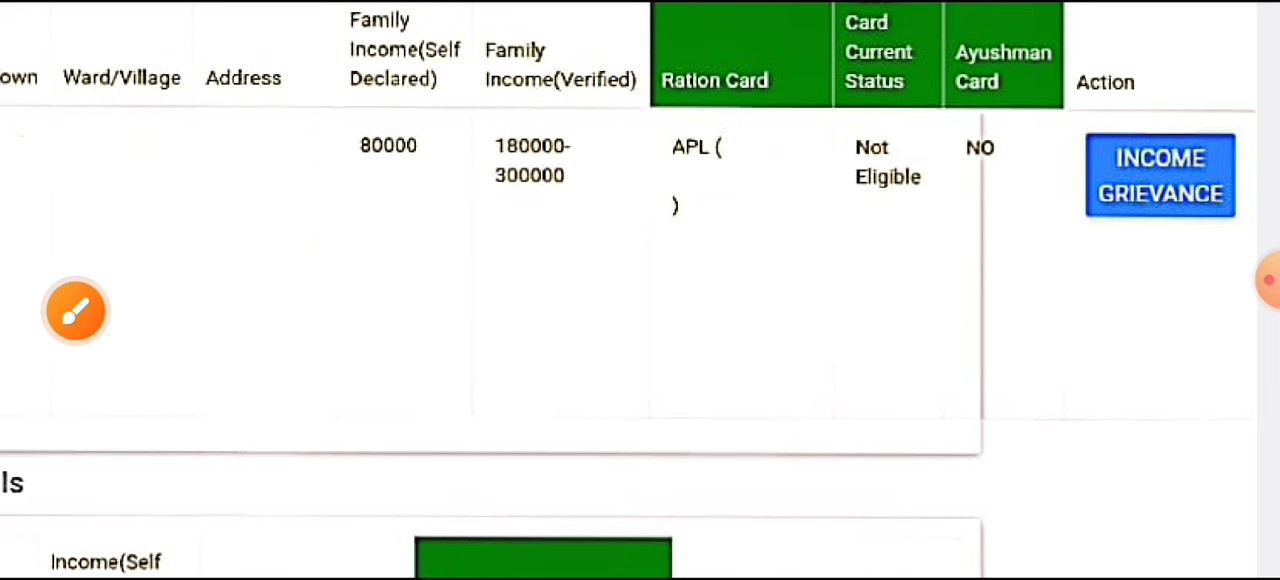 own Ward/Village Address Family Income(Self Declared) Family Income(Verified) Ration Card Card Current Status Ayushman Card Action
80000 180000-300000 APL ( ) Not Eligible NO INCOME GRIEVANCE
ls
Income(Self